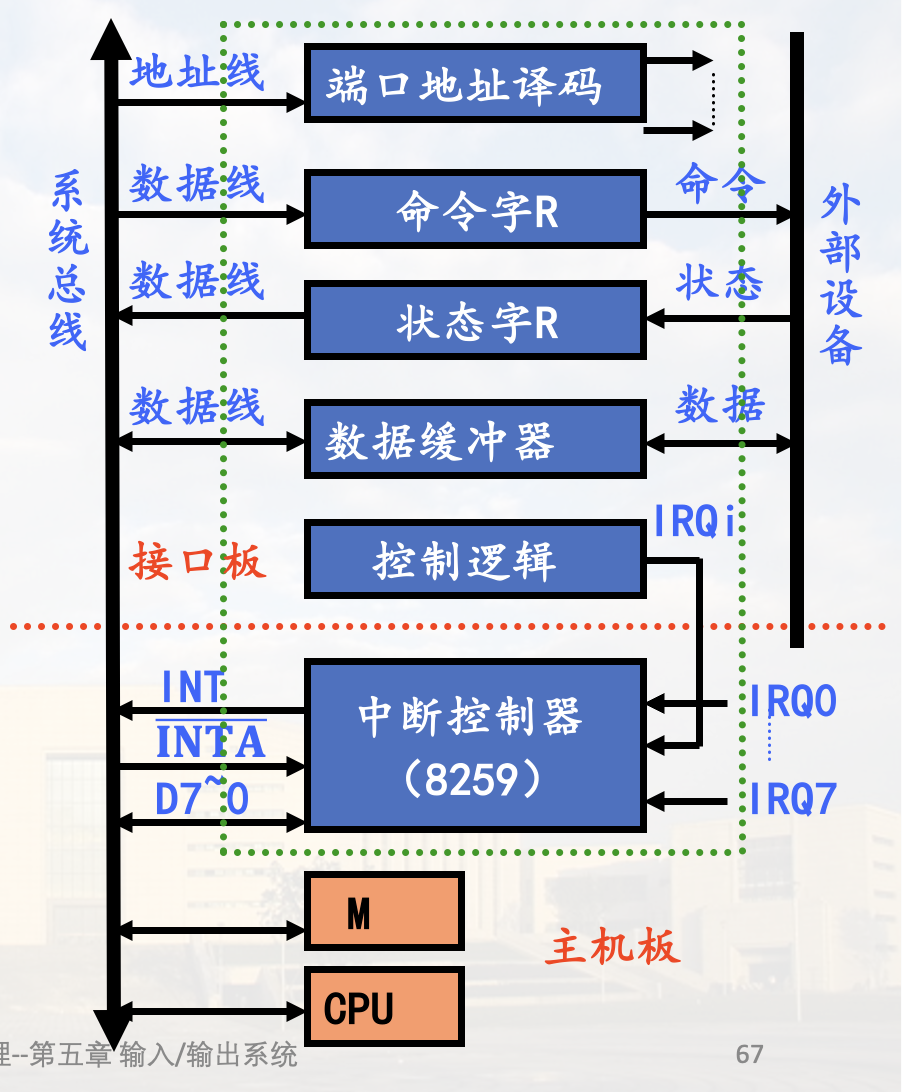 地址线
端口地址译码
数据线
命令字R
命令
系统总线
外部设备
数据线
状态字R
状态
数据线
数据缓冲器
数据
IRQi
接口板
控制逻辑
INT
中断控制器
(8259)
IRQ0
INTA
D7~0
IRQ7
M
主机板
CPU
理--第五章 输入/输出系统
67